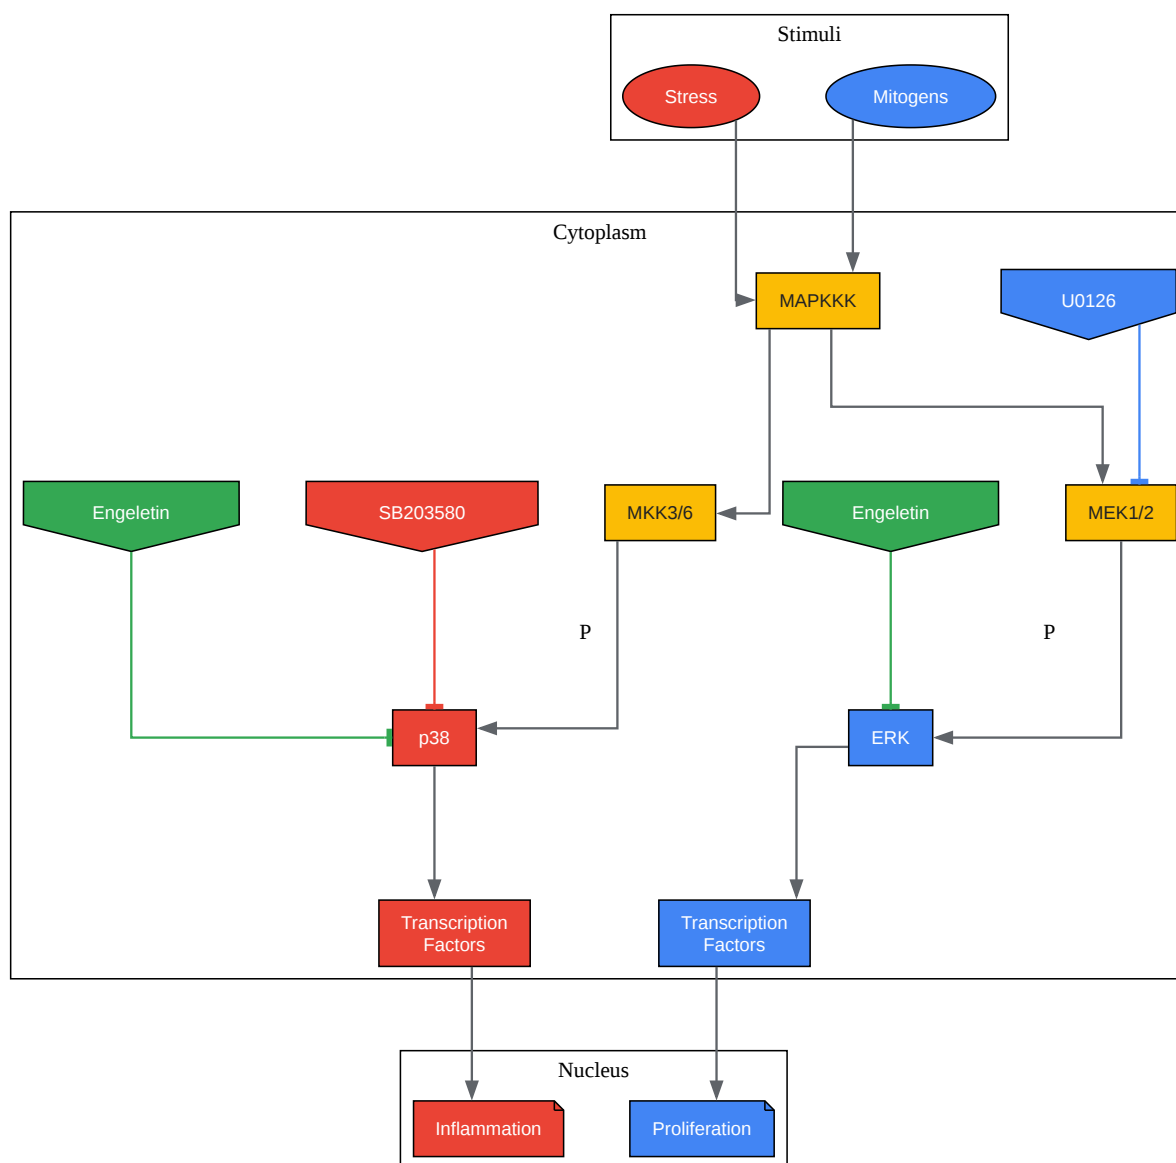 Stimuli
Stress
Mitogens
Cytoplasm
MAPKKK
U0126
Engeletin
SB203580
MKK3/6
Engeletin
MEK1/2
P
P
p38
ERK
Transcription
Factors
Transcription
Factors
Nucleus
Inflammation
Proliferation